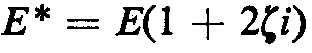 E* = E(1 + 2ζi)